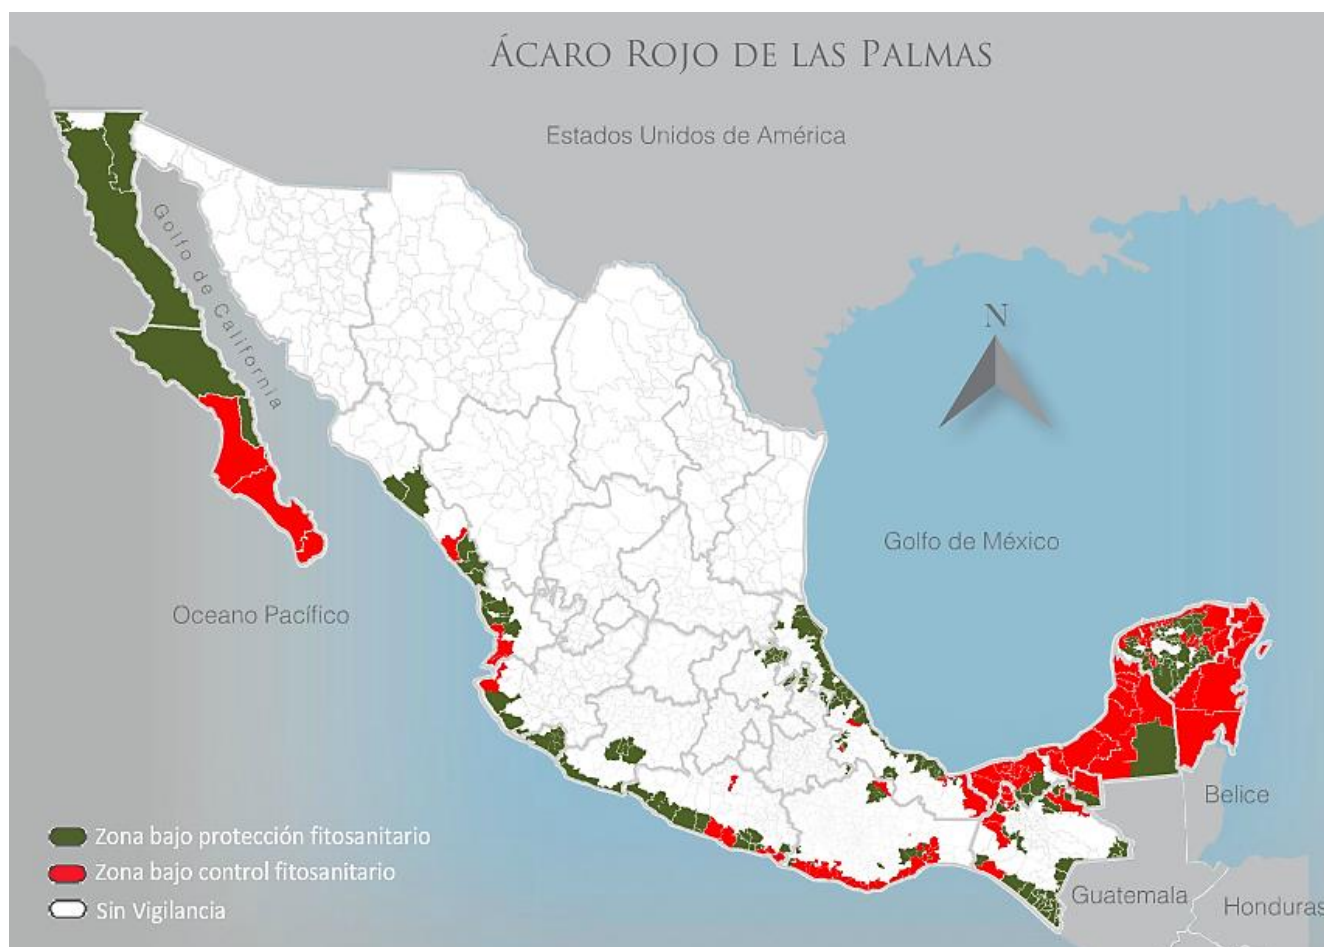 ÁCARO ROJO DE LAS PALMAS
Estados Unidos de América
Golfo de California
N
Golfo de México
Oceano Pacífico
Belice
Zona bajo protección fitosanitario
Zona bajo control fitosanitario
Sin Vigilancia
Guatemala
Honduras